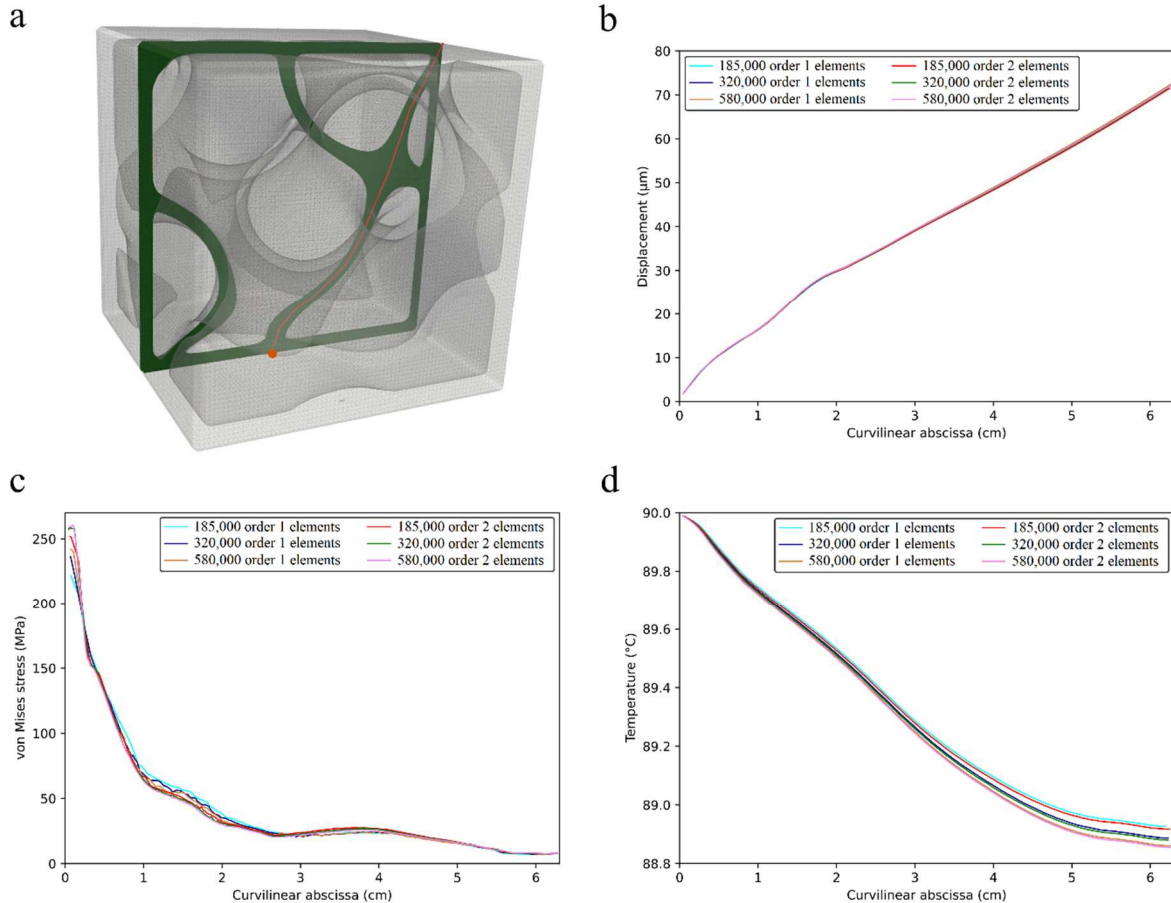 a
b
80
70
60
50
40
30
20
10
0
Displacement (μm)
185,000 order 1 elements
320,000 order 1 elements
580,000 order 1 elements
185,000 order 2 elements
320,000 order 2 elements
580,000 order 2 elements
0 1 2 3 4 5 6
Curvilinear abscissa (cm)
c
250
200
150
100
50
0
von Mises stress (MPa)
185,000 order 1 elements
320,000 order 1 elements
580,000 order 1 elements
185,000 order 2 elements
320,000 order 2 elements
580,000 order 2 elements
0 1 2 3 4 5 6
Curvilinear abscissa (cm)
d
90.0
89.8
89.6
89.4
89.2
89.0
88.8
Temperature (°C)
185,000 order 1 elements
320,000 order 1 elements
580,000 order 1 elements
185,000 order 2 elements
320,000 order 2 elements
580,000 order 2 elements
0 1 2 3 4 5 6
Curvilinear abscissa (cm)